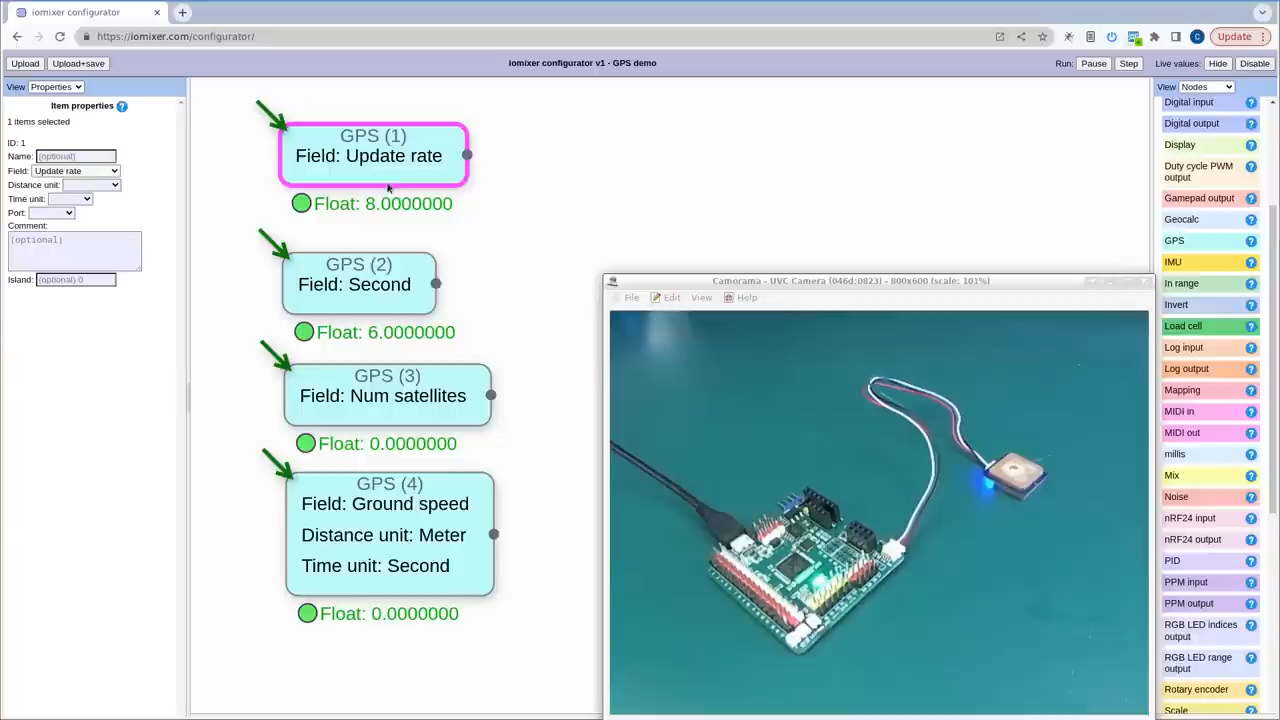 iomixer configurator
https://iomixer.com/configurator/
Update
Upload
Upload+save
iomixer configurator v1 - GPS demo
Run:
Pause
Step
Live values:
Hide
Disable
View
Properties
Item properties
1 items selected
ID: 1
Name:
(optional)
Field:
Update rate
Distance unit:
Time unit:
Port:
Comment:
(optional)
Island:
(optional) 0
GPS (1)
Field: Update rate
Float: 8.0000000
GPS (2)
Field: Second
Float: 6.0000000
GPS (3)
Field: Num satellites
Float: 0.0000000
GPS (4)
Field: Ground speed
Distance unit: Meter
Time unit: Second
Float: 0.0000000
Camorama - UVC Camera (046d:0823) - 800x600 (scale: 101%)
File
Edit
View
Help
View
Nodes
Digital input
Digital output
Display
Duty cycle PWM
output
Gamepad output
Geocalc
GPS
IMU
In range
Invert
Load cell
Log input
Log output
Mapping
MIDI in
MIDI out
millis
Mix
Noise
nRF24 input
nRF24 output
PID
PPM input
PPM output
RGB LED indices
output
RGB LED range
output
Rotary encoder
Scale